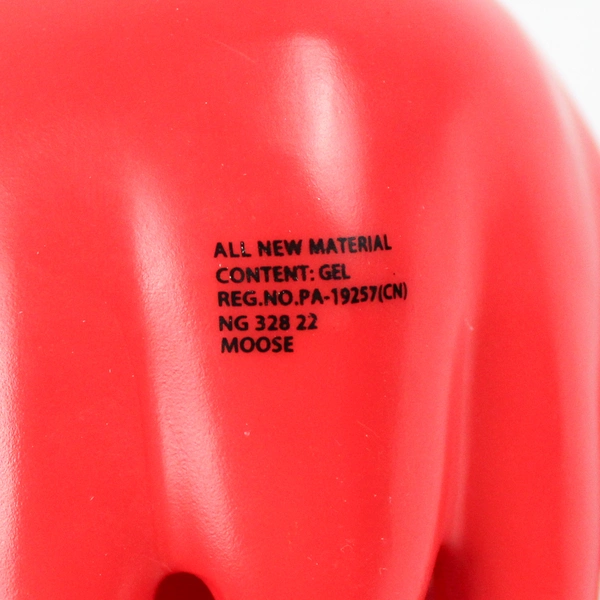 ALL NEW MATERIAL
CONTENT: GEL
REG.NO.PA-19257(CN)
NG 328 22
MOOSE